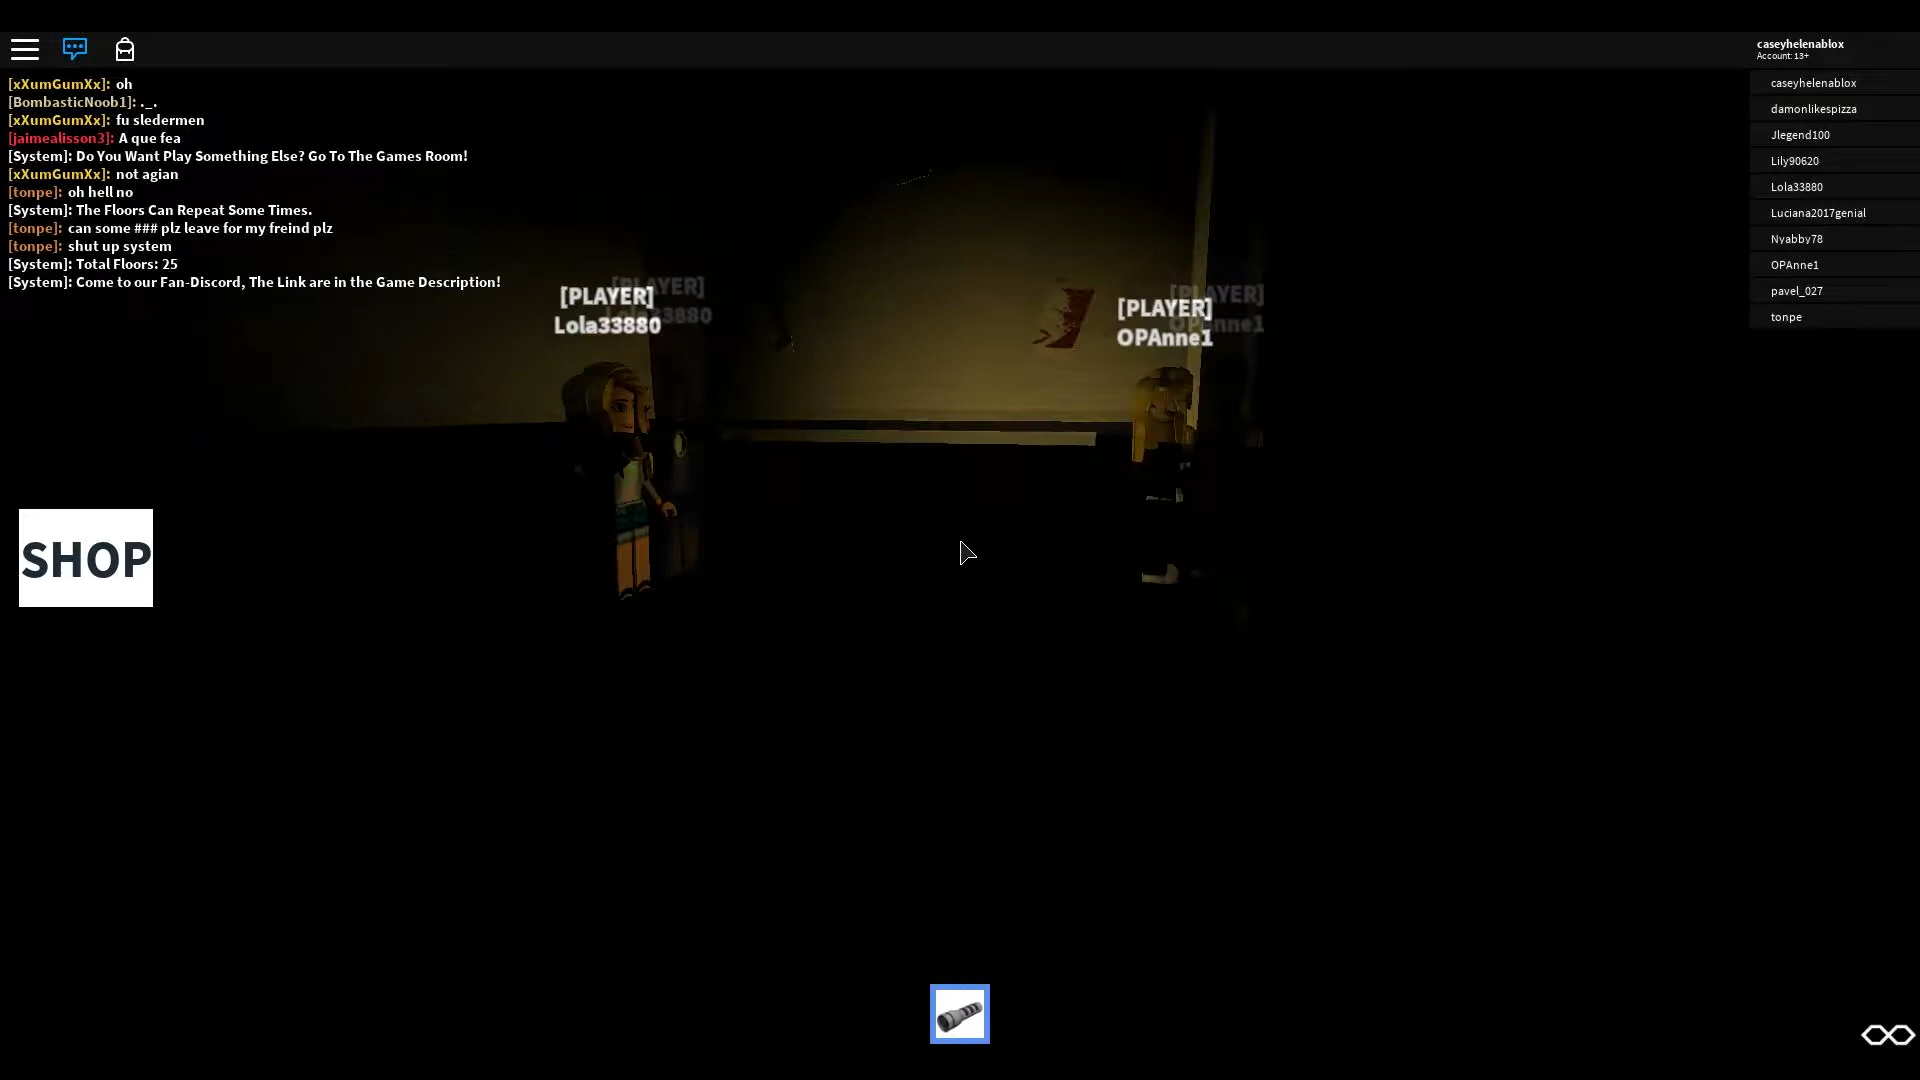 caseyhelenablox
Account: 13+
[xXumGumXx]: oh
[BombasticNoob1]: ._.
[xXumGumXx]: fu sledermen
[jaimealisson3]: A que fea
[System]: Do You Want Play Something Else? Go To The Games Room!
[xXumGumXx]: not agian
[tonpe]: oh hell no
[System]: The Floors Can Repeat Some Times.
[tonpe]: can some ### plz leave for my freind plz
[tonpe]: shut up system
[System]: Total Floors: 25
[System]: Come to our Fan-Discord, The Link are in the Game Description!
caseyhelenablox
damonlikespizza
Jlegend100
Lily90620
Lola33880
Luciana2017genial
Nyabby78
OPAnne1
pavel_027
tonpe
[PLAYER]
Lola33880
[PLAYER]
OPAnne1
SHOP